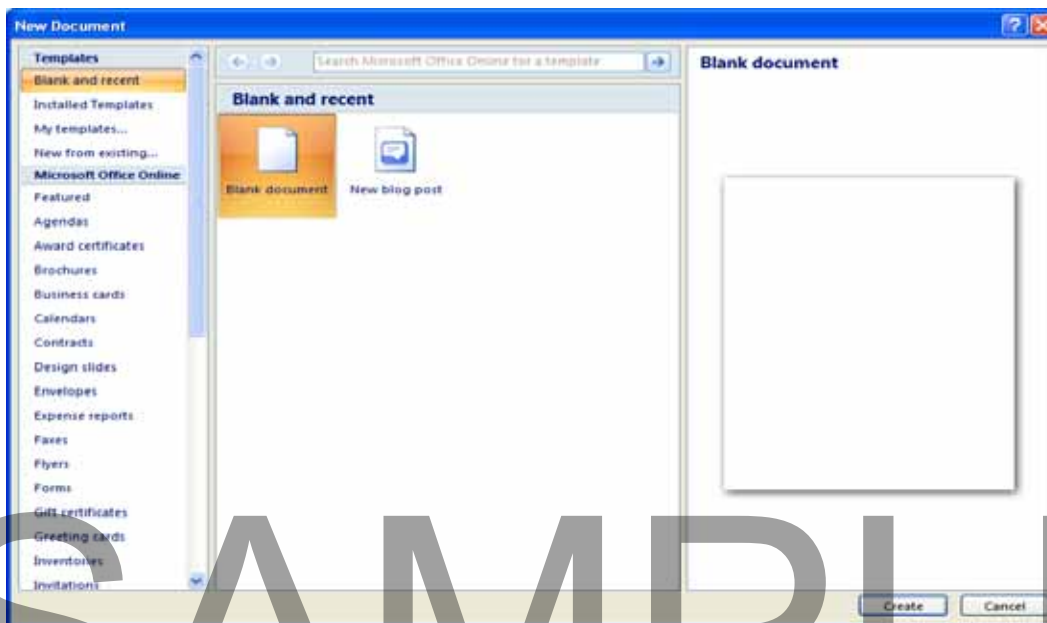 New Document
Templates
Blank and recent
Installed Templates
My templates...
New from existing...
Microsoft Office Online
Featured
Agendas
Award certificates
Brochures
Business cards
Calendars
Contracts
Design slides
Envelopes
Expense reports
Faxes
Flyers
Forms
Gift certificates
Greeting cards
Inventories
Invitations
Search Microsoft Office Online for a template
Blank and recent
Blank document
New blog post
Blank document
Create
Cancel
SAMPL